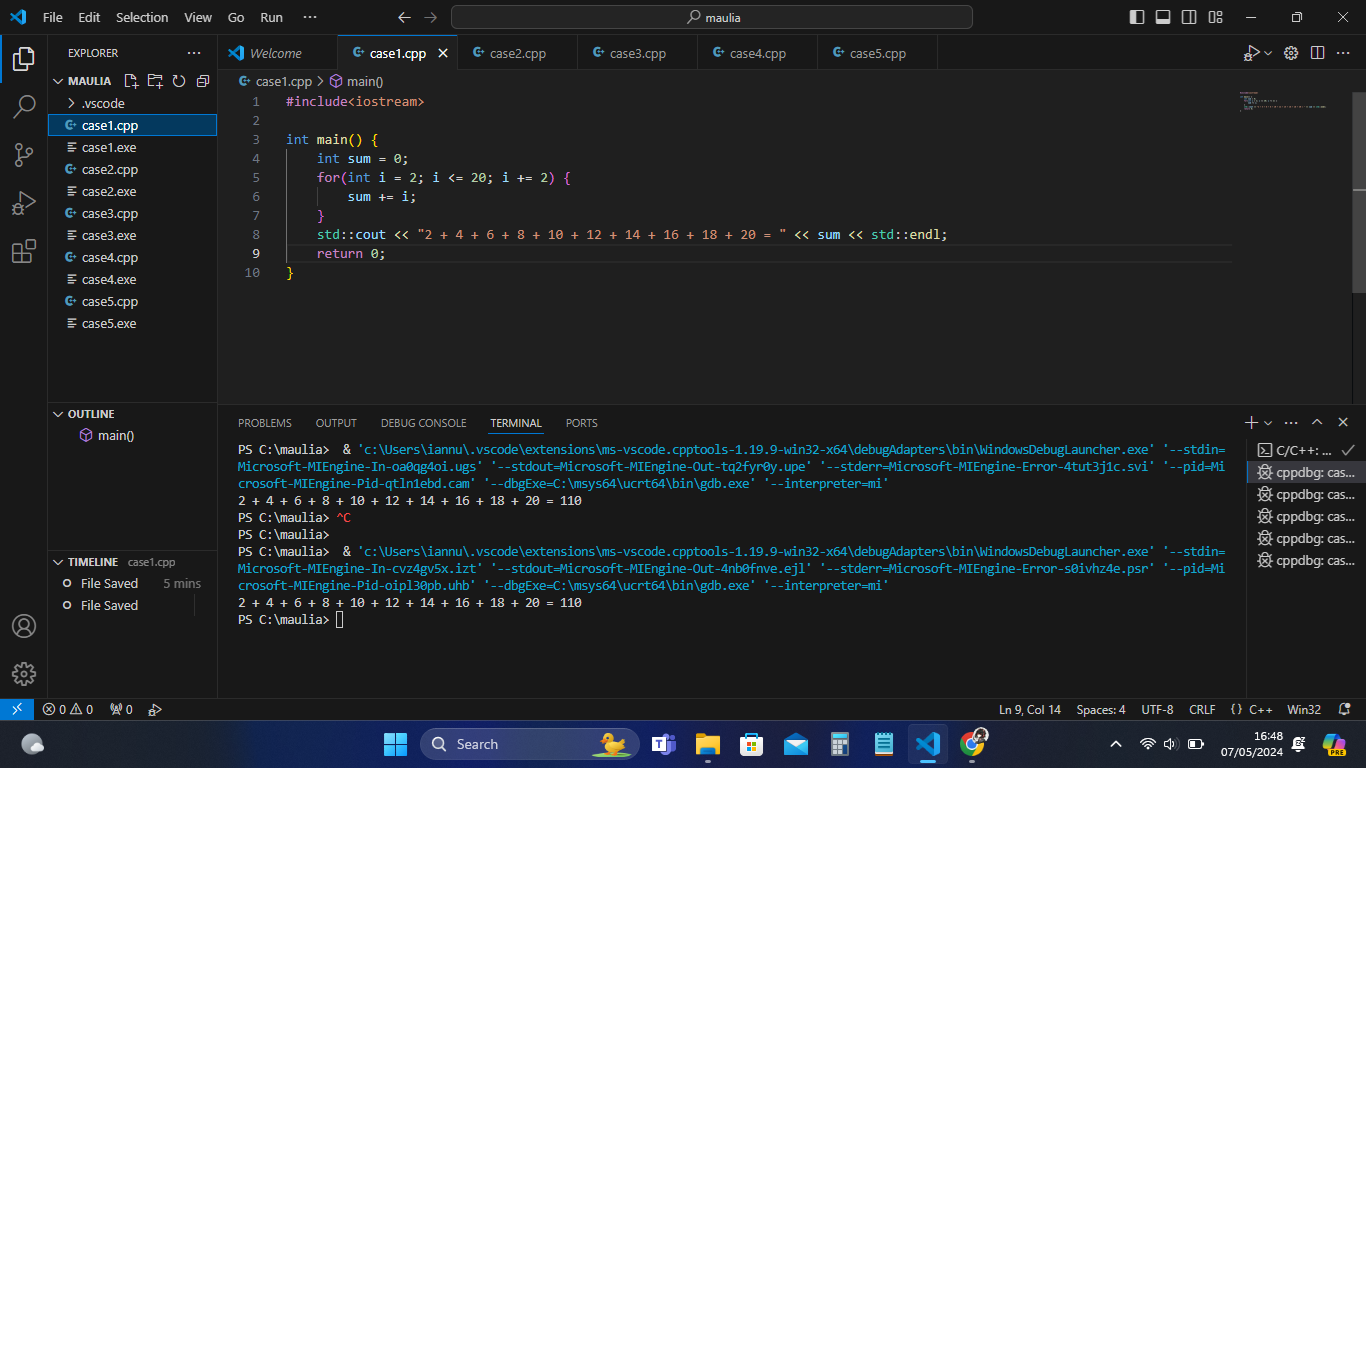 File Edit Selection View Go Run ··· maulia
EXPLORER ···
Welcome case1.cpp case2.cpp case3.cpp case4.cpp case5.cpp
MAULIA
case1.cpp > main()
.vscode
case1.cpp
case1.exe
case2.cpp
case2.exe
case3.cpp
case3.exe
case4.cpp
case4.exe
case5.cpp
case5.exe
1 #include<iostream>
2
3 int main() {
4 int sum = 0;
5 for(int i = 2; i <= 20; i += 2) {
6 sum += i;
7 }
8 std::cout << "2 + 4 + 6 + 8 + 10 + 12 + 14 + 16 + 18 + 20 = " << sum << std::endl;
9 return 0;
10 }
OUTLINE
main()
TIMELINE case1.cpp
File Saved 5 mins
File Saved
PROBLEMS OUTPUT DEBUG CONSOLE TERMINAL PORTS
PS C:\maulia> & 'c:\Users\iannu\.vscode\extensions\ms-vscode.cpptools-1.19.9-win32-x64\debugAdapters\bin\WindowsDebugLauncher.exe' '--stdin=
Microsoft-MIEngine-In-oa0qg4oi.ugs' '--stdout=Microsoft-MIEngine-Out-tq2fyr0y.upe' '--stderr=Microsoft-MIEngine-Error-4tut3j1c.svi' '--pid=Mi
crosoft-MIEngine-Pid-qtln1ebd.cam' '--dbgExe=C:\msys64\ucrt64\bin\gdb.exe' '--interpreter=mi'
2 + 4 + 6 + 8 + 10 + 12 + 14 + 16 + 18 + 20 = 110
PS C:\maulia> ^C
PS C:\maulia>
PS C:\maulia> & 'c:\Users\iannu\.vscode\extensions\ms-vscode.cpptools-1.19.9-win32-x64\debugAdapters\bin\WindowsDebugLauncher.exe' '--stdin=
Microsoft-MIEngine-In-cvz4gv5x.izt' '--stdout=Microsoft-MIEngine-Out-4nb0fnve.ejl' '--stderr=Microsoft-MIEngine-Error-s0ivhz4e.psr' '--pid=Mi
crosoft-MIEngine-Pid-oipl30pb.uhb' '--dbgExe=C:\msys64\ucrt64\bin\gdb.exe' '--interpreter=mi'
2 + 4 + 6 + 8 + 10 + 12 + 14 + 16 + 18 + 20 = 110
PS C:\maulia>
C/C++: ...
cppdbg: cas...
cppdbg: cas...
cppdbg: cas...
cppdbg: cas...
cppdbg: cas...
0 0 0 Ln 9, Col 14 Spaces: 4 UTF-8 CRLF {} C++ Win32
Search
16:48
07/05/2024
PRE